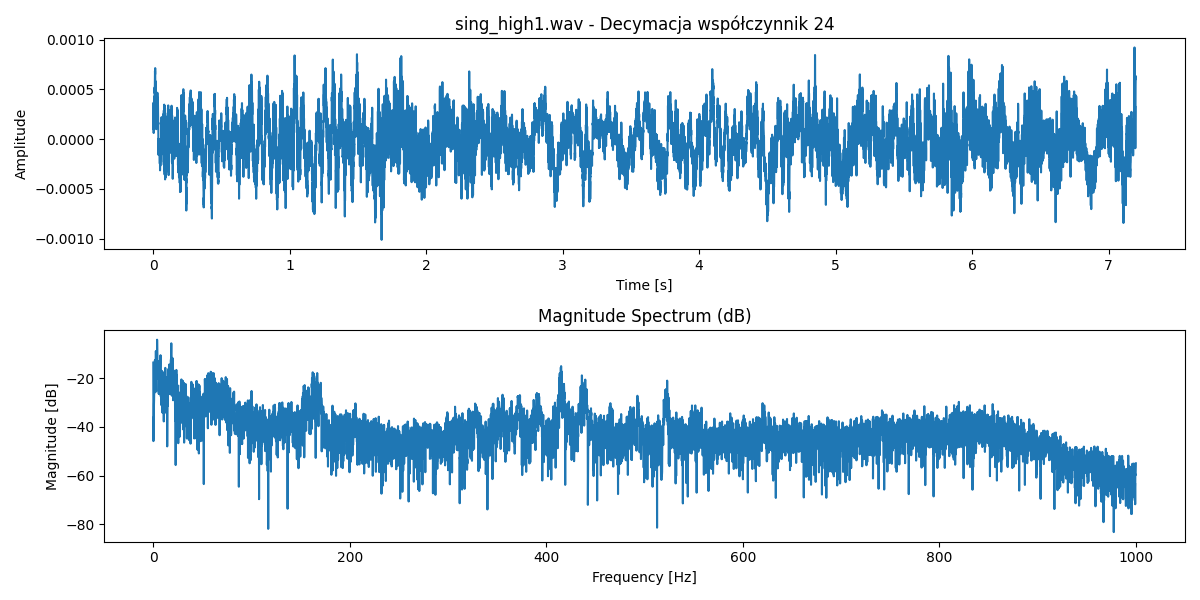 sing_high1.wav - Decymacja współczynnik 24
0.0010
0.0005
0.0000
−0.0005
−0.0010
Amplitude
0 1 2 3 4 5 6 7
Time [s]
Magnitude Spectrum (dB)
−20
−40
−60
−80
Magnitude [dB]
0 200 400 600 800 1000
Frequency [Hz]